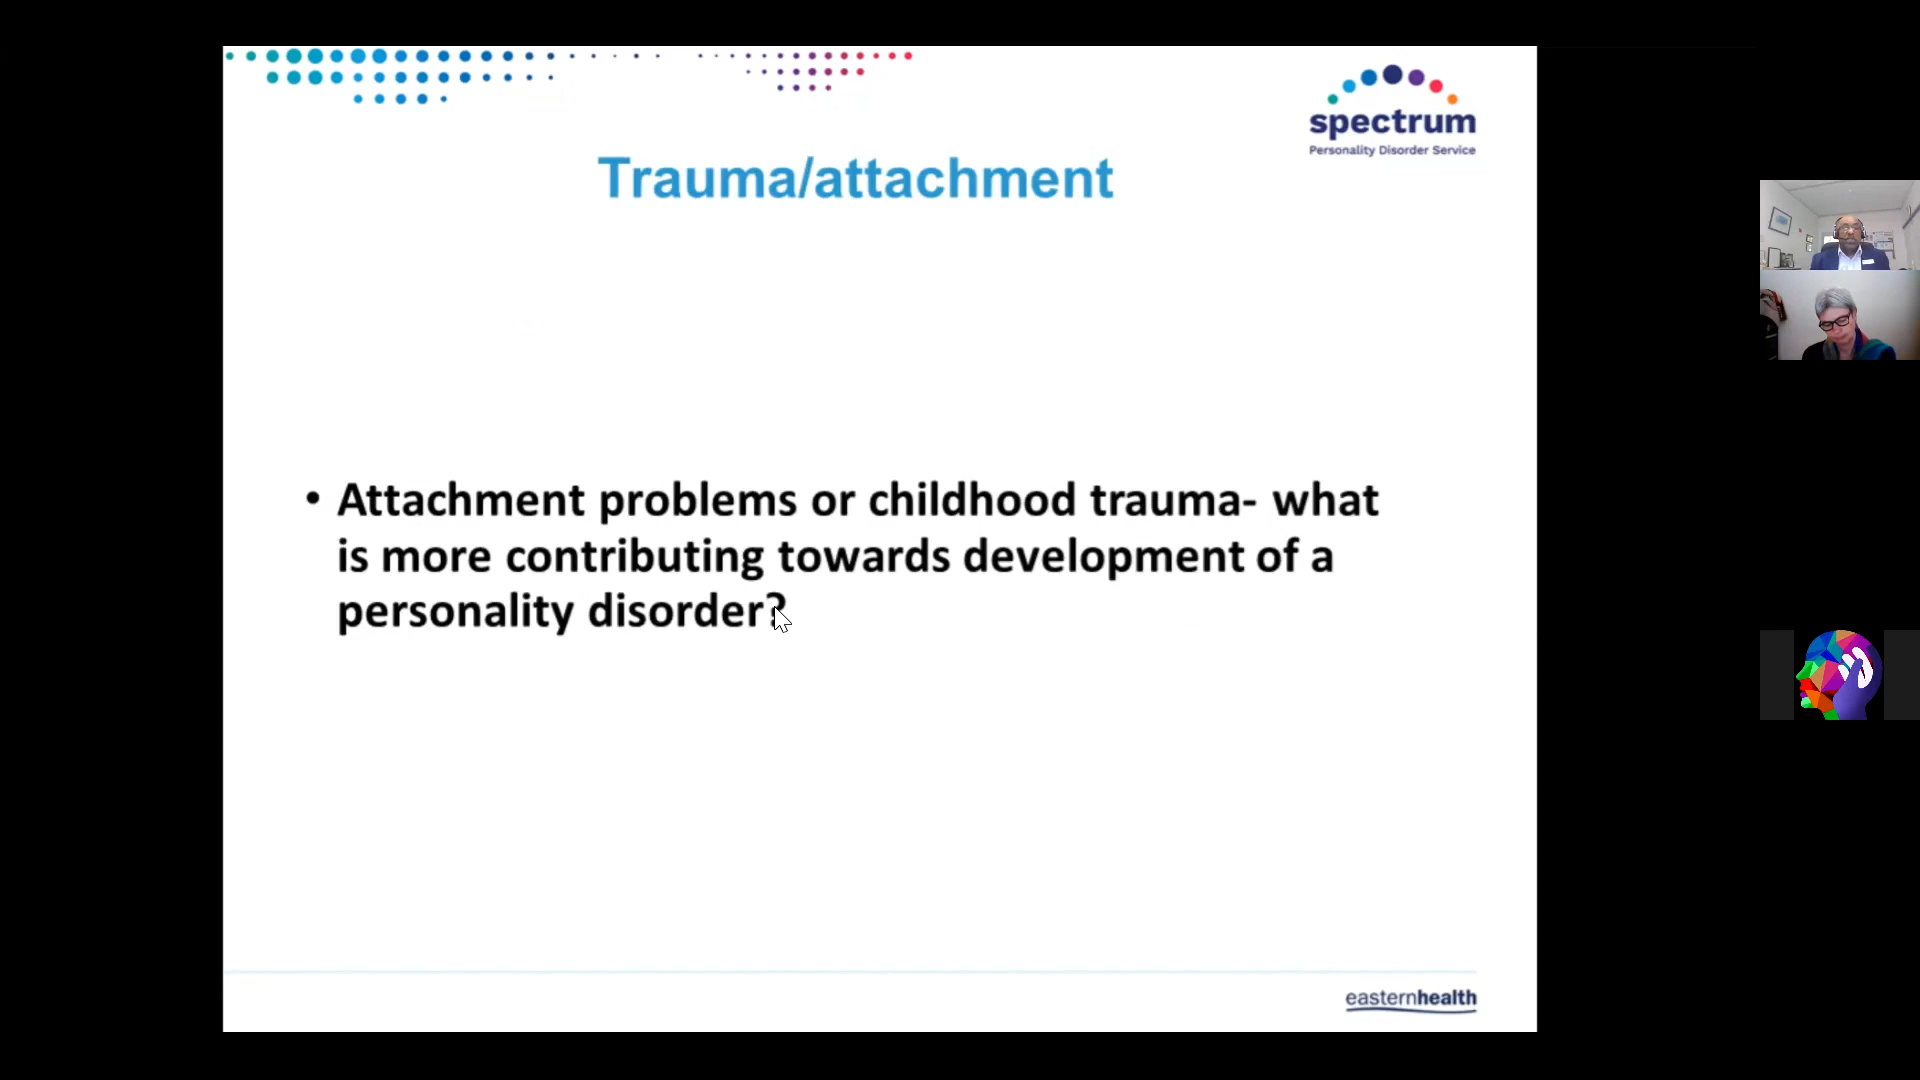 spectrum
Personality Disorder Service
Trauma/attachment
• Attachment problems or childhood trauma- what
is more contributing towards development of a
personality disorder?
easternhealth